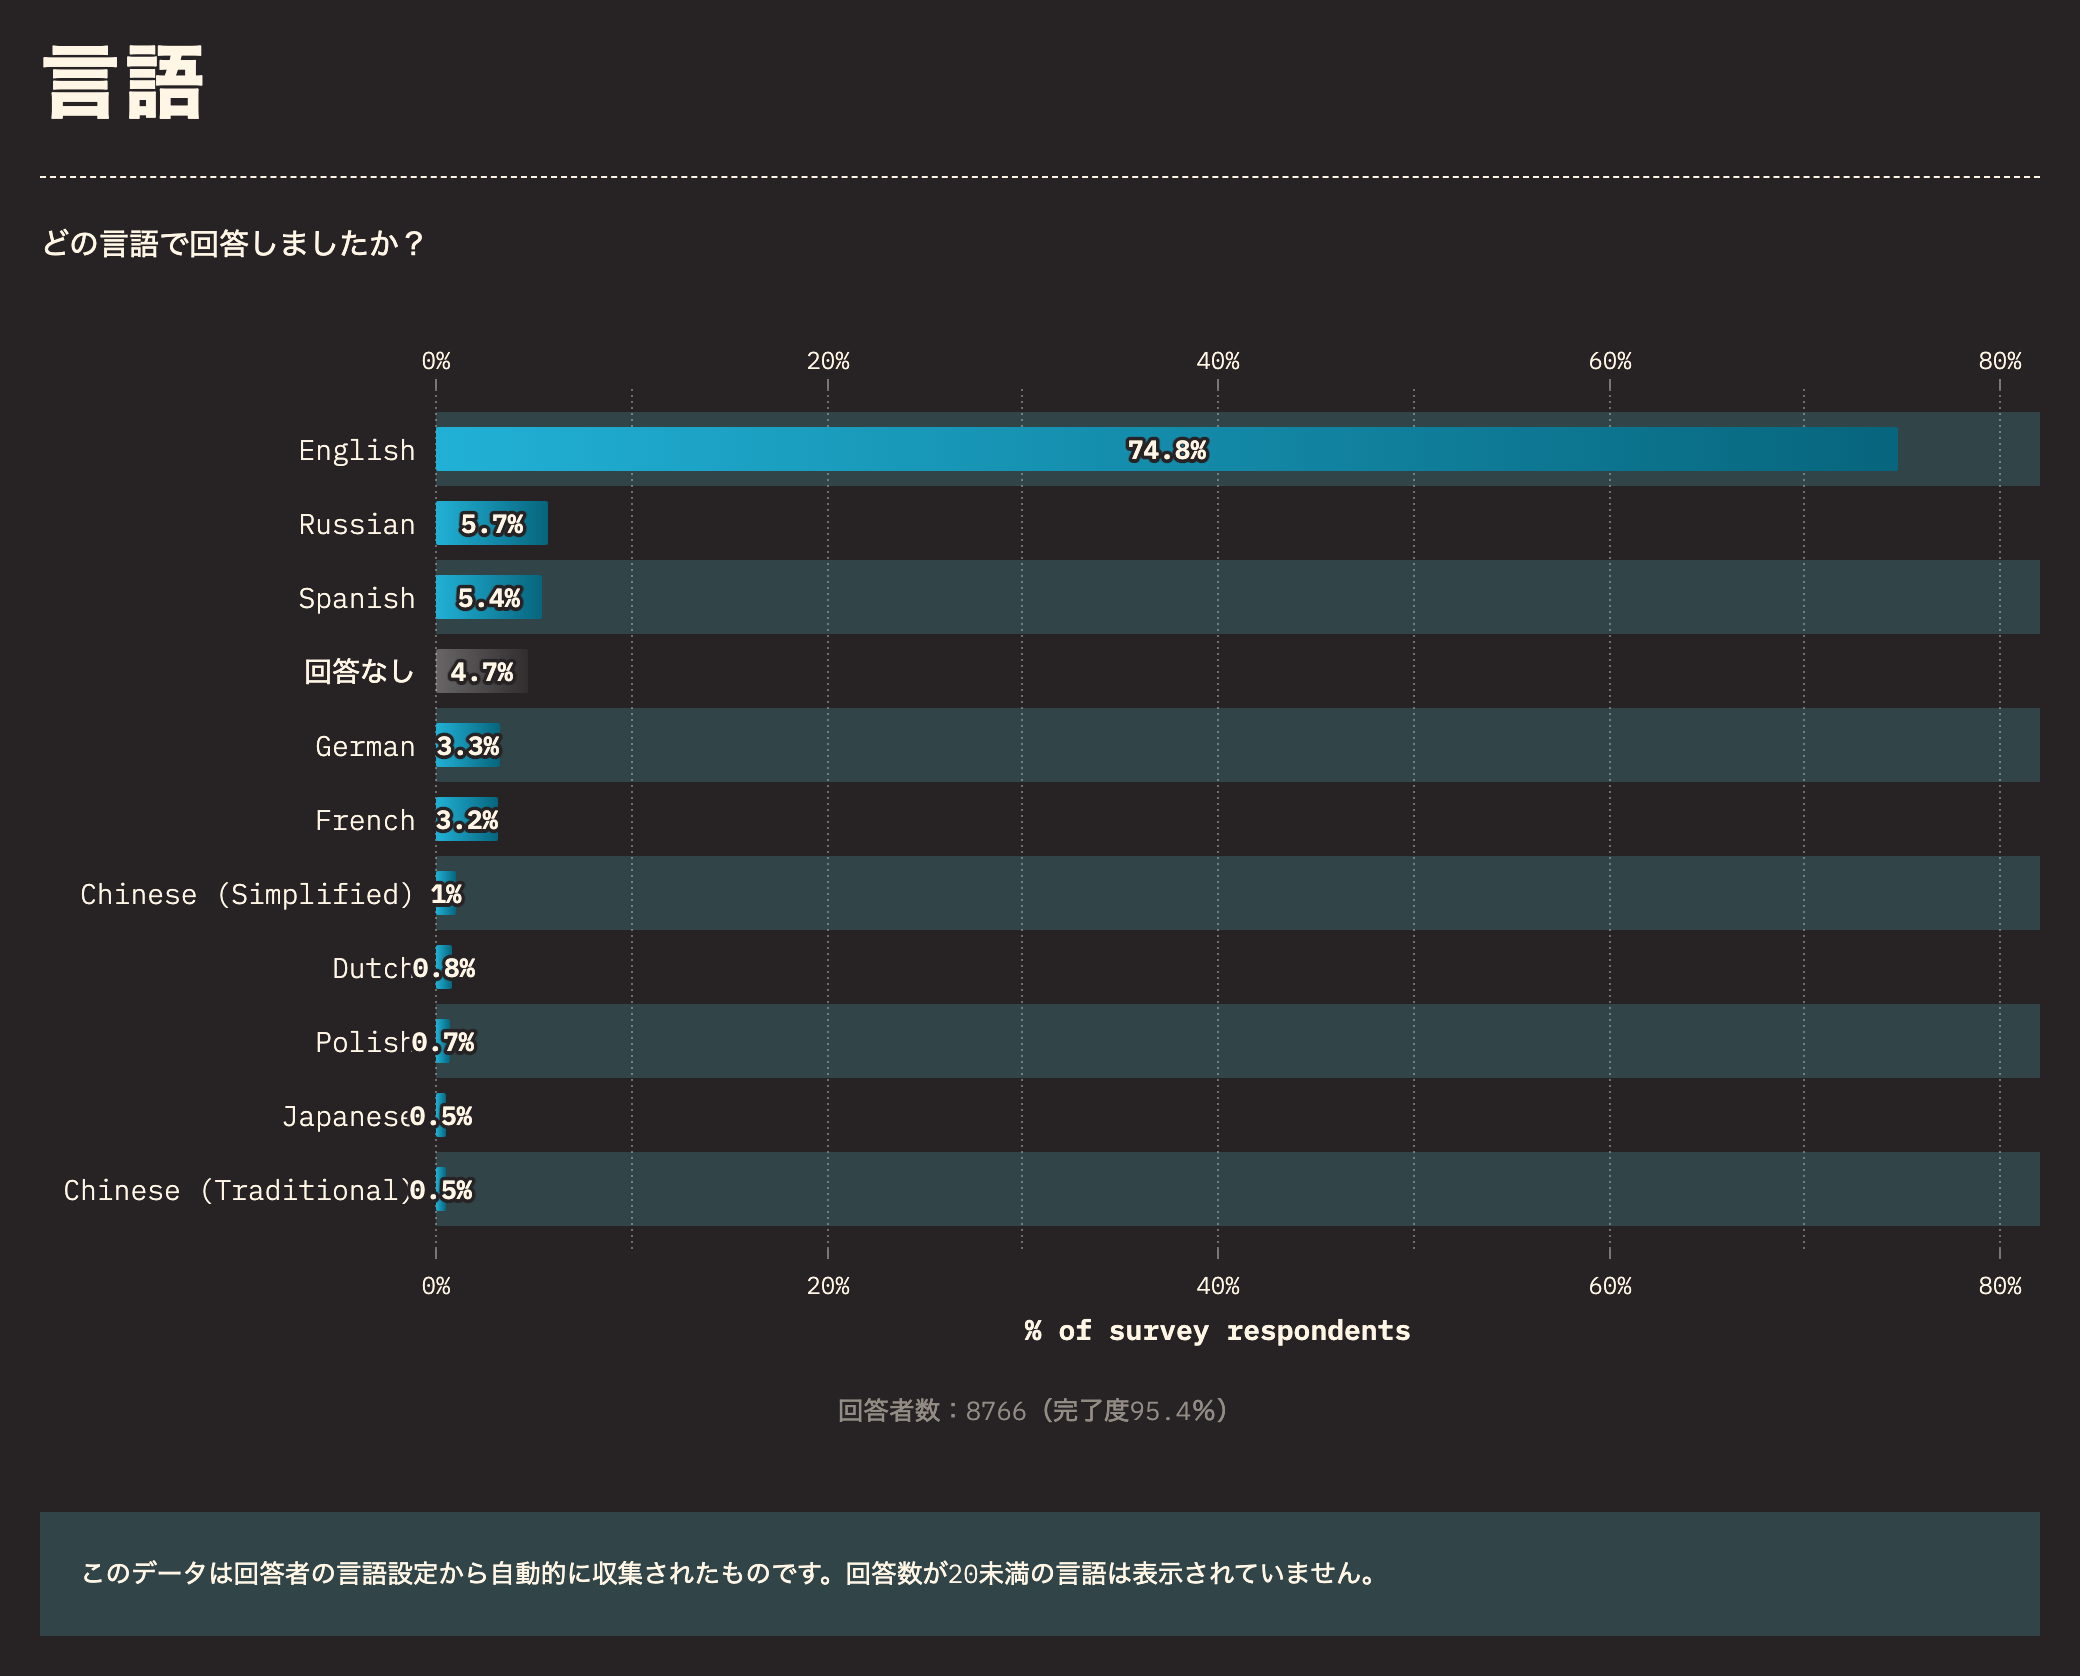 言語
どの言語で回答しましたか？
0% 20% 40% 60% 80%
English 74.8%
Russian 5.7%
Spanish 5.4%
回答なし 4.7%
German 3.3%
French 3.2%
Chinese (Simplified) 1%
Dutch 0.8%
Polish 0.7%
Japanese 0.5%
Chinese (Traditional) 0.5%
0% 20% 40% 60% 80%
% of survey respondents
回答者数：8766（完了度95.4%）
このデータは回答者の言語設定から自動的に収集されたものです。回答数が20未満の言語は表示されていません。